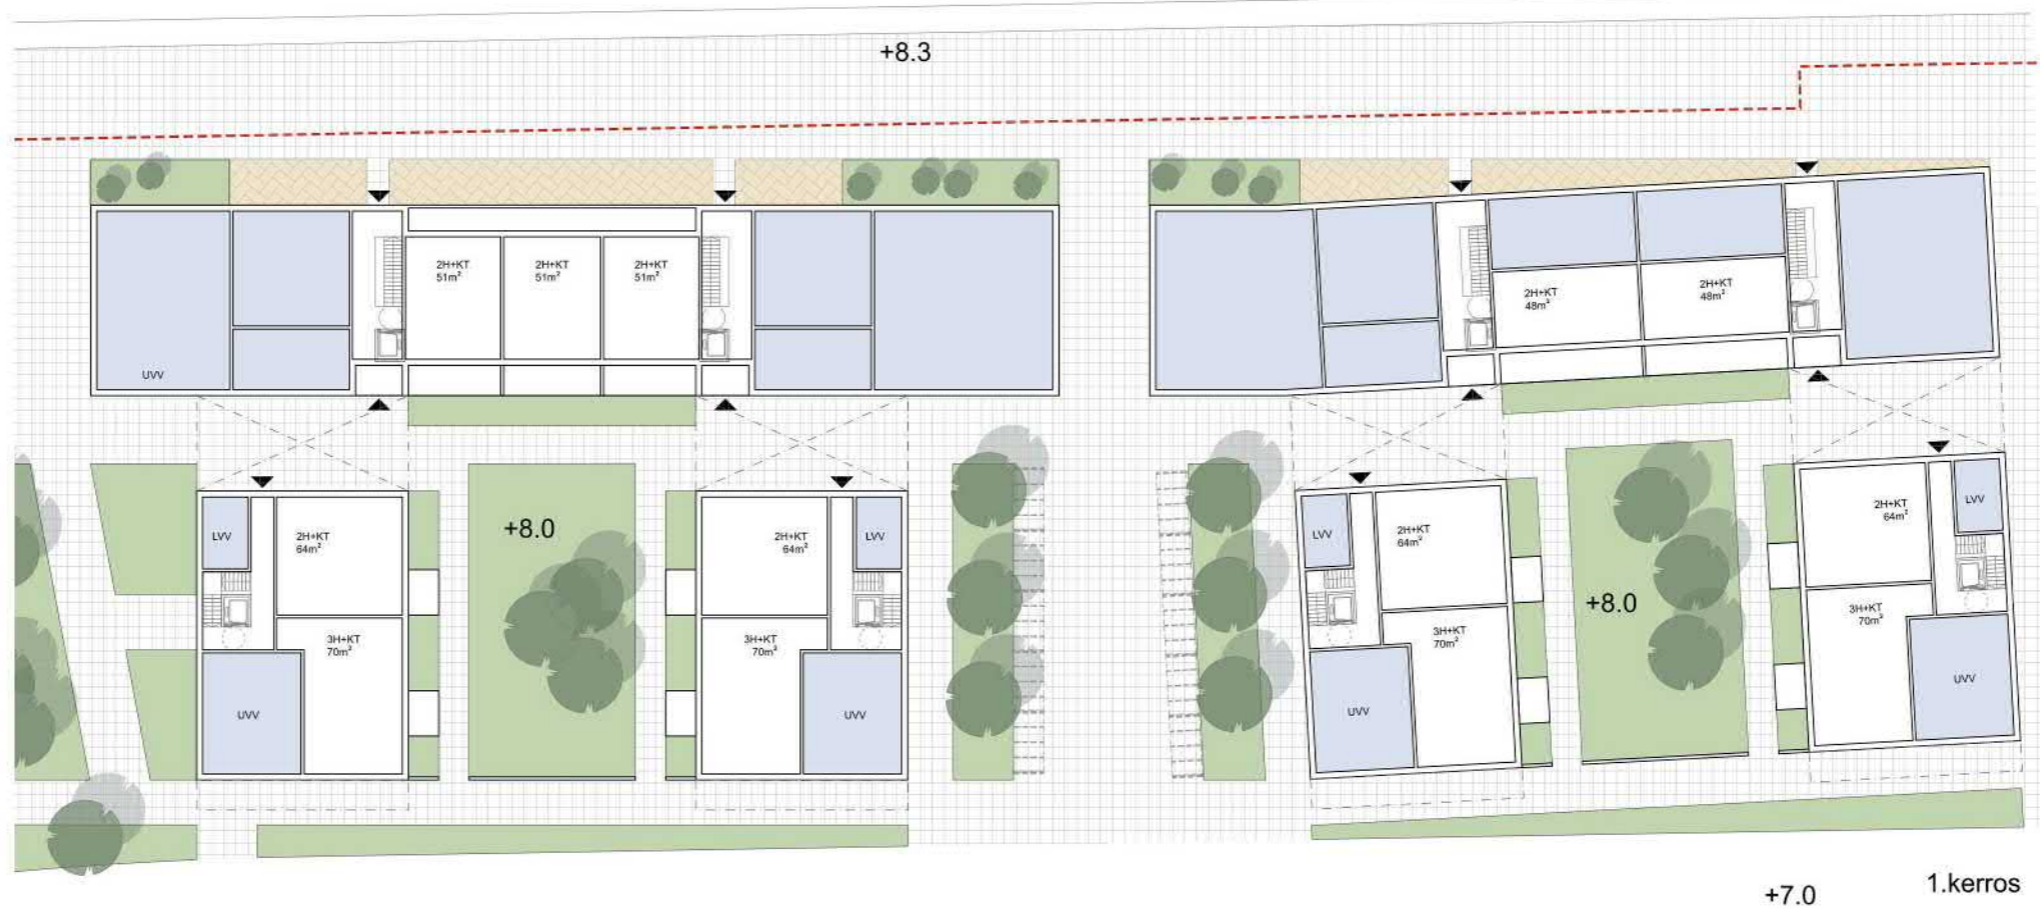 +8.3
2H+KT
51m²
2H+KT
51m²
2H+KT
51m²
2H+KT
48m²
2H+KT
48m²
UVV
LVV
2H+KT
64m²
+8.0
2H+KT
64m²
LVV
LVV
2H+KT
64m²
2H+KT
64m²
LVV
3H+KT
70m²
3H+KT
70m²
3H+KT
70m²
+8.0
3H+KT
70m²
UVV
UVV
UVV
UVV
+7.0
1.kerros